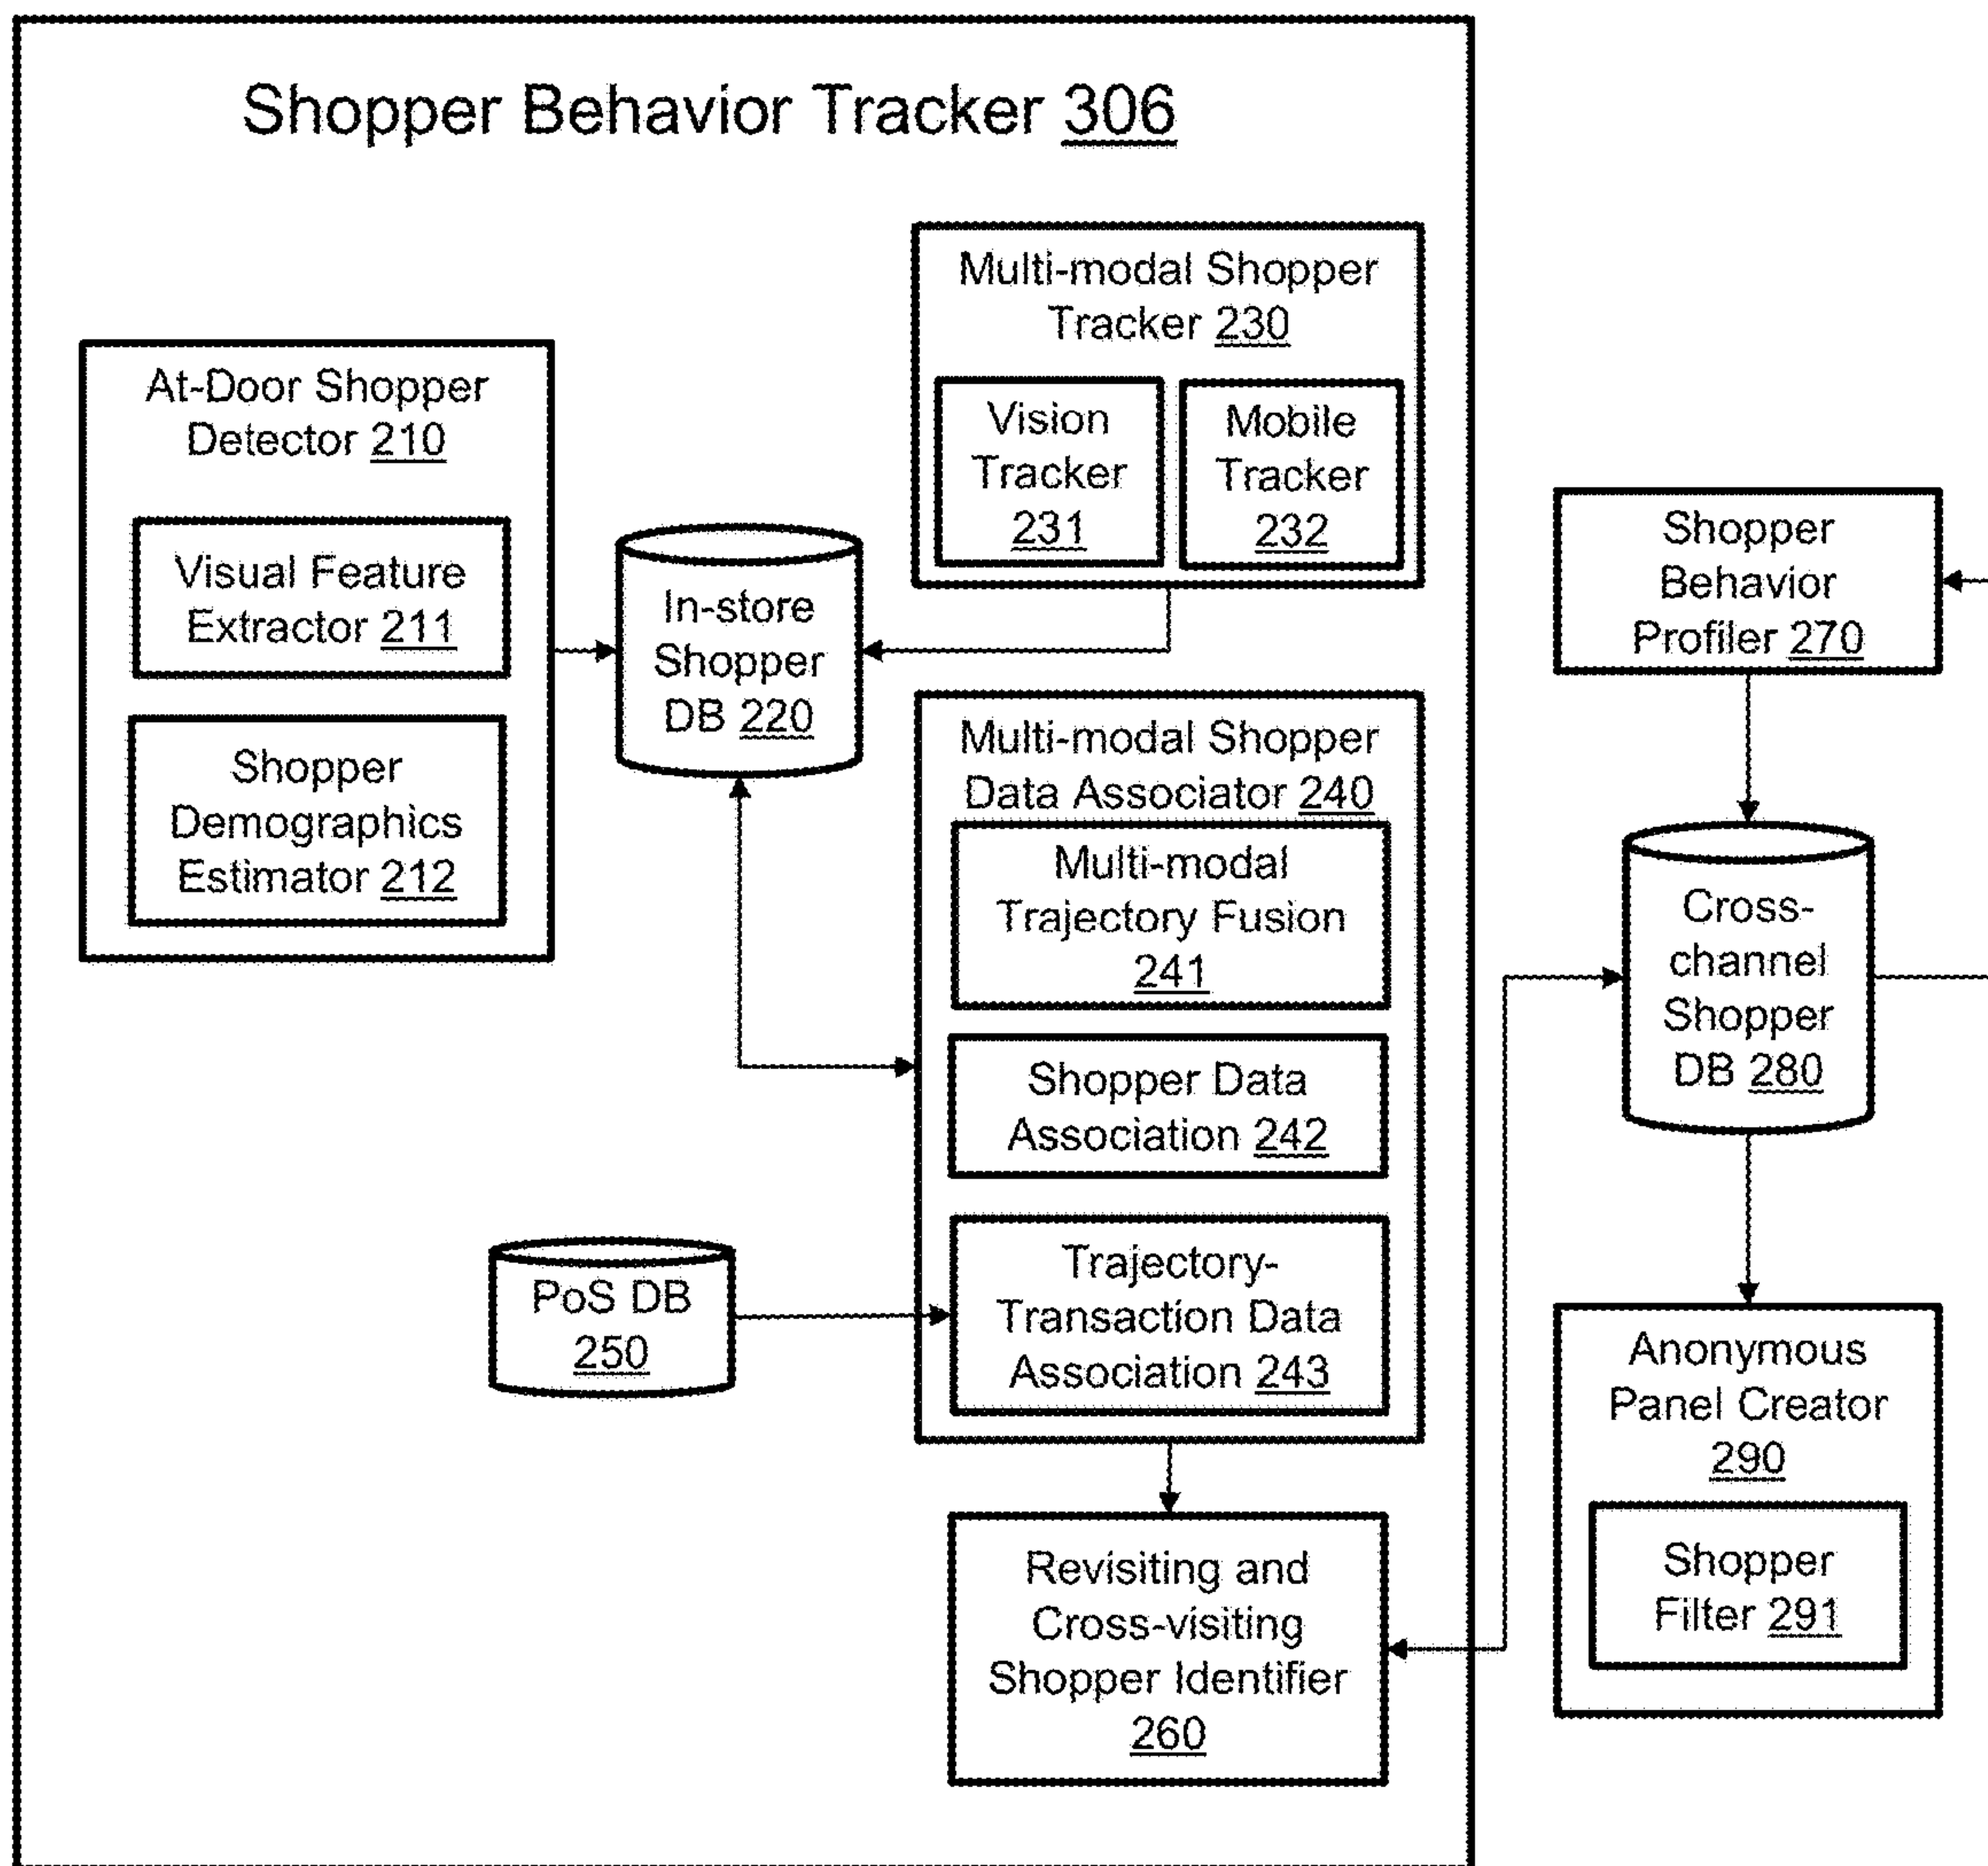 Shopper Behavior Tracker 306
At-Door Shopper
Detector 210
Visual Feature
Extractor 211
Shopper
Demographics
Estimator 212
In-store
Shopper
DB 220
Multi-modal Shopper
Tracker 230
Vision
Tracker
231
Mobile
Tracker
232
Multi-modal Shopper
Data Associator 240
Multi-modal
Trajectory Fusion
241
Shopper Data
Association 242
Trajectory-
Transaction Data
Association 243
PoS DB
250
Revisiting and
Cross-visiting
Shopper Identifier
260
Shopper
Behavior
Profiler 270
Cross-
channel
Shopper
DB 280
Anonymous
Panel Creator
290
Shopper
Filter 291